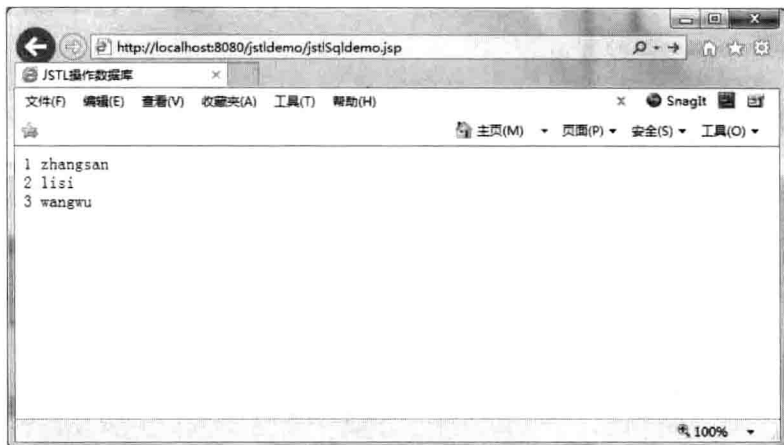 http://localhost:8080/jstldemo/jstlSqldemo.jsp
JSTL操作数据库
文件(F) 编辑(E) 查看(V) 收藏夹(A) 工具(T) 帮助(H)
x SnagIt
主页(M) 页面(P) 安全(S) 工具(O)
1 zhangsan
2 lisi
3 wangwu
100%